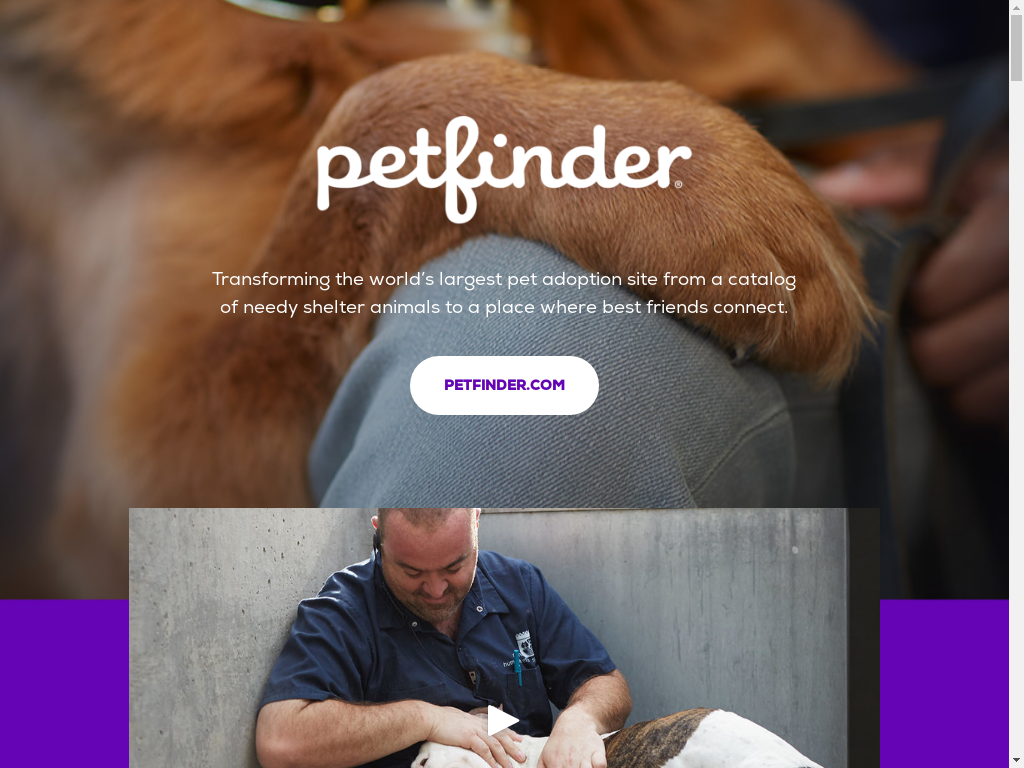 petfinder®
Transforming the world's largest pet adoption site from a catalog
of needy shelter animals to a place where best friends connect.
PETFINDER.COM